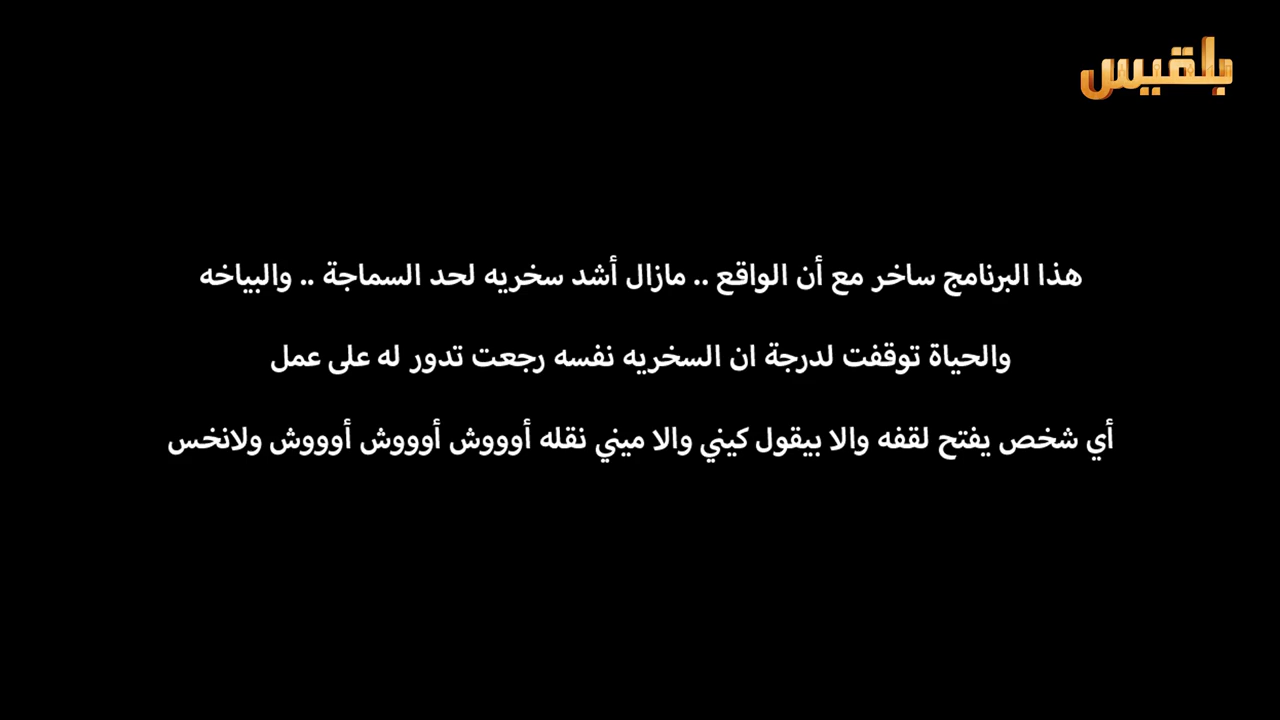 بلقيس
هذا البرنامج ساخر مع أن الواقع .. مازال أشد سخريه لحد السماجة .. والبياخه
والحياة توقفت لدرجة ان السخريه نفسه رجعت تدور له على عمل
أي شخص يفتح لقفه والا بيقول كيني والا ميني نقله أوووش أوووش أوووش ولانخس